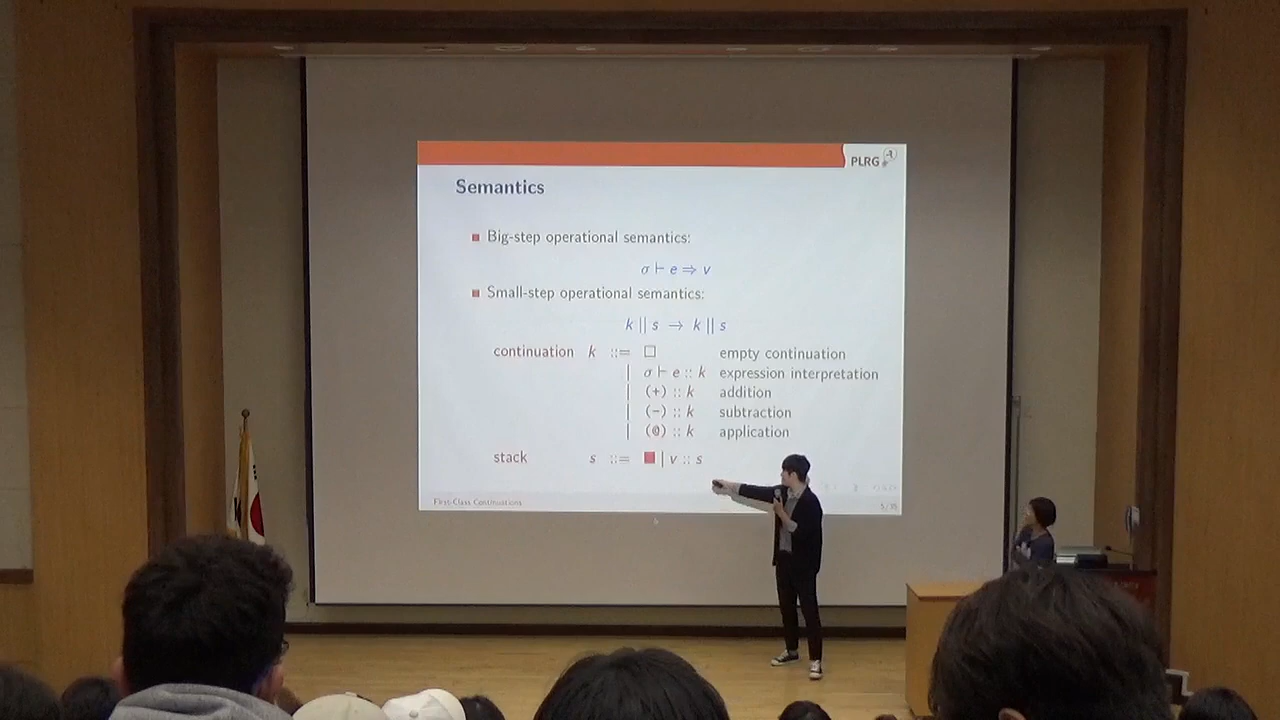 PLRG
Semantics
Big-step operational semantics:
σ ⊢ e ⇒ v
Small-step operational semantics:
k || s → k || s
continuation k ::= □ empty continuation
| σ ⊢ e :: k expression interpretation
| (+) :: k addition
| (−) :: k subtraction
| (@) :: k application
stack s ::= ■ | v :: s
First-Class Continuations